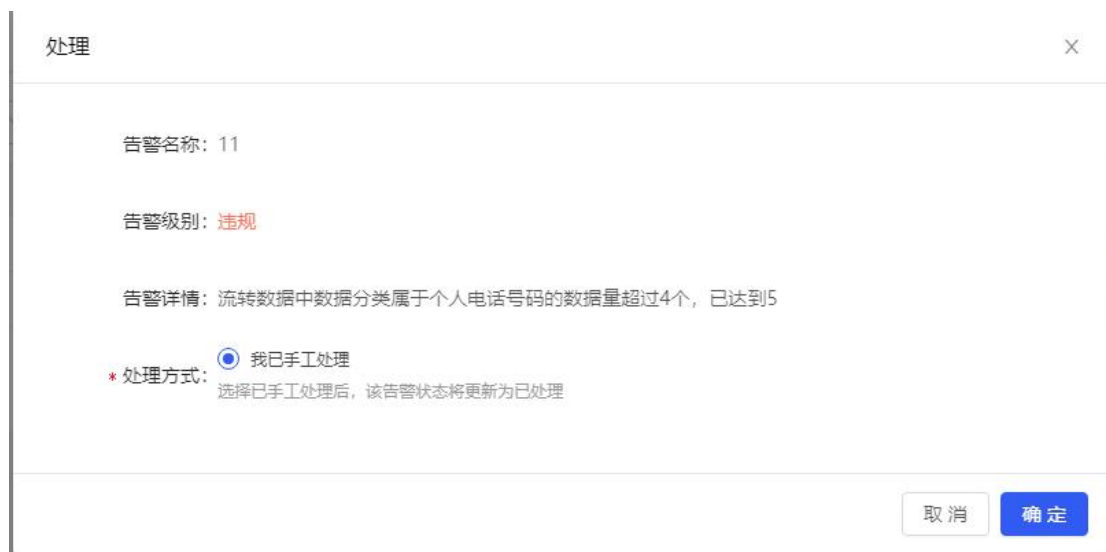 处理
告警名称：11
告警级别：违规
告警详情：流转数据中数据分类属于个人电话号码的数据量超过4个，已达到5
* 处理方式：
我已手工处理
选择已手工处理后，该告警状态将更新为已处理
取 消
确 定